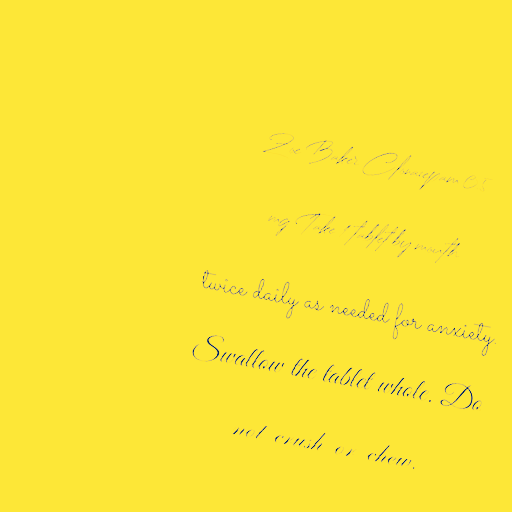 Zoe Baker Clonazepam 0.5
mg. Take 1 tablet by mouth
twice daily as needed for anxiety.
Swallow the tablet whole. Do
not crush or chew.